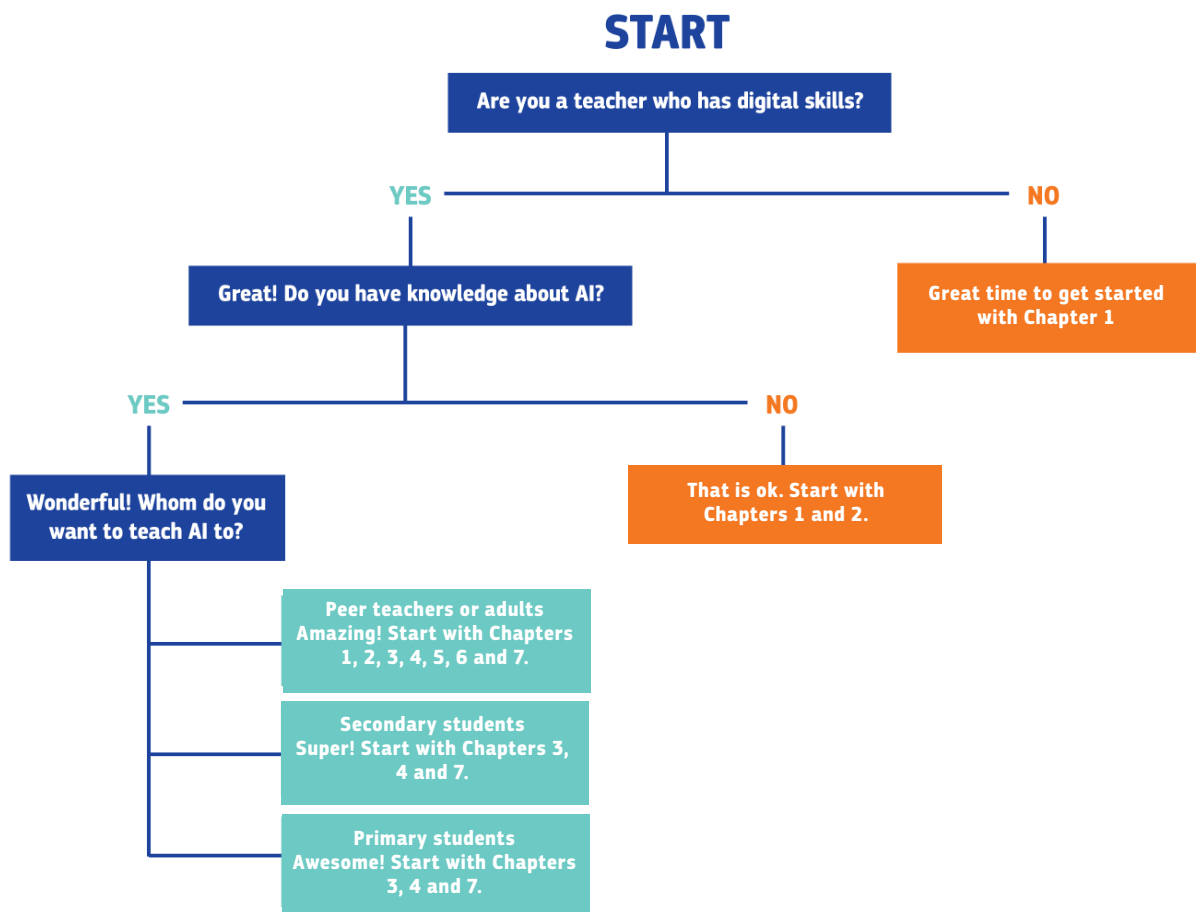 START
Are you a teacher who has digital skills?
YES
NO
Great! Do you have knowledge about AI?
Great time to get started
with Chapter 1
YES
NO
Wonderful! Whom do you
want to teach AI to?
That is ok. Start with
Chapters 1 and 2.
Peer teachers or adults
Amazing! Start with Chapters
1, 2, 3, 4, 5, 6 and 7.
Secondary students
Super! Start with Chapters 3,
4 and 7.
Primary students
Awesome! Start with Chapters
3, 4 and 7.